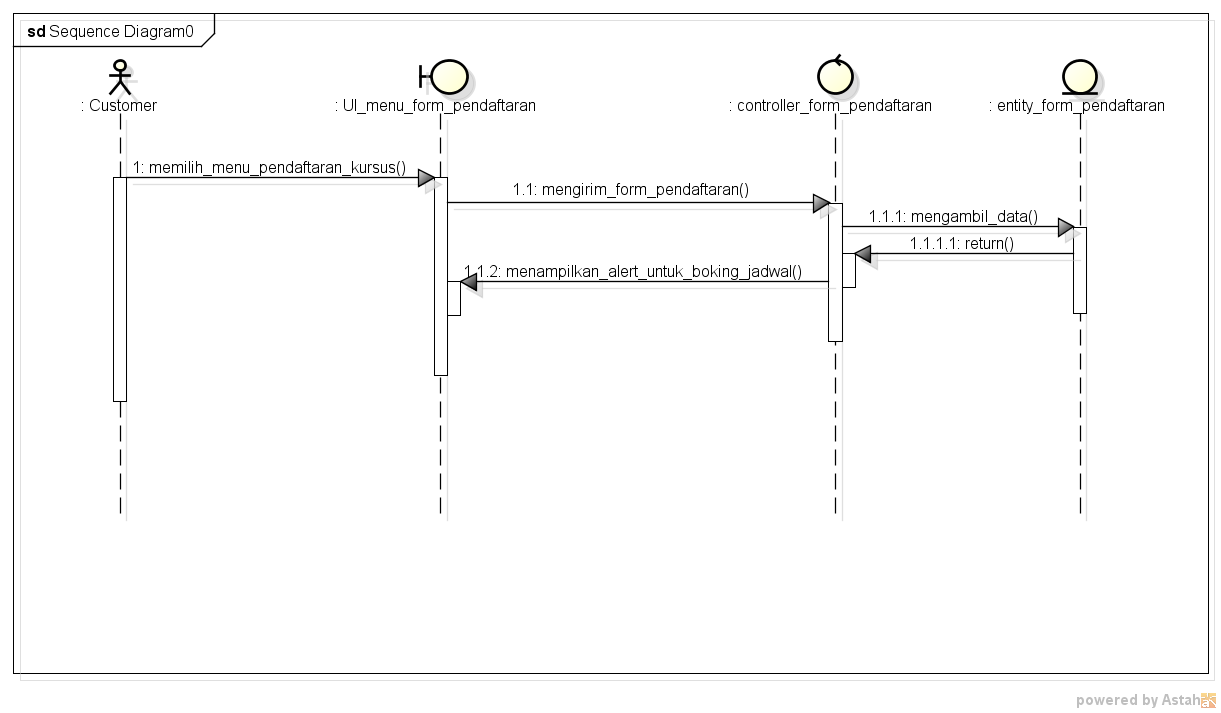 sd Sequence Diagram0
: Customer
: UI_menu_form_pendaftaran
: controller_form_pendaftaran
: entity_form_pendaftaran
1: memilih_menu_pendaftaran_kursus()
1.1: mengirim_form_pendaftaran()
1.1.1: mengambil_data()
1.1.1.1: return()
1.1.2: menampilkan_alert_untuk_boking_jadwal()
powered by Astah